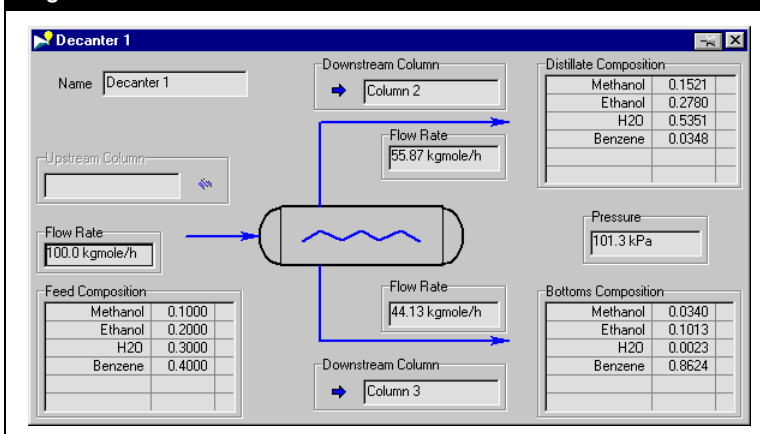 Decanter 1
Name Decanter 1
Downstream Column
Column 2
Distillate Composition
Methanol 0.1521
Ethanol 0.2780
H2O 0.5351
Benzene 0.0348
Flow Rate
55.87 kgmole/h
Upstream Column
Flow Rate
100.0 kgmole/h
Pressure
101.3 kPa
Feed Composition
Methanol 0.1000
Ethanol 0.2000
H2O 0.3000
Benzene 0.4000
Flow Rate
44.13 kgmole/h
Downstream Column
Column 3
Bottoms Composition
Methanol 0.0340
Ethanol 0.1013
H2O 0.0023
Benzene 0.8624